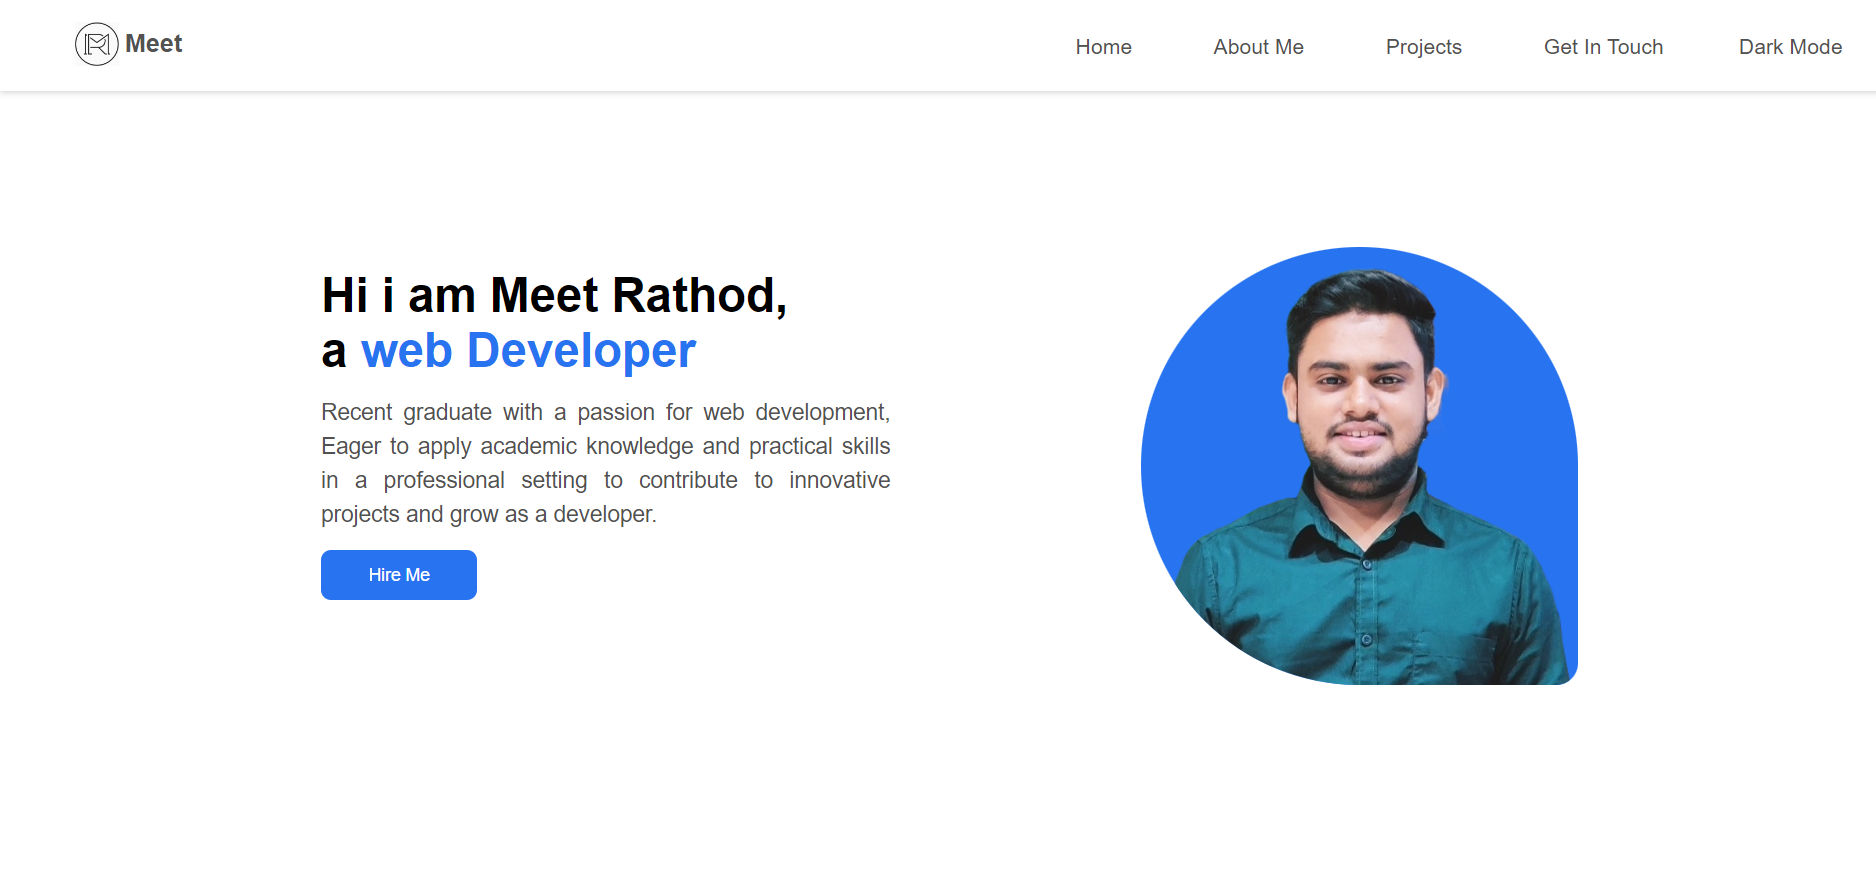 Meet
Home
About Me
Projects
Get In Touch
Dark Mode
Hi i am Meet Rathod,
a web Developer
Recent graduate with a passion for web development,
Eager to apply academic knowledge and practical skills
in a professional setting to contribute to innovative
projects and grow as a developer.
Hire Me